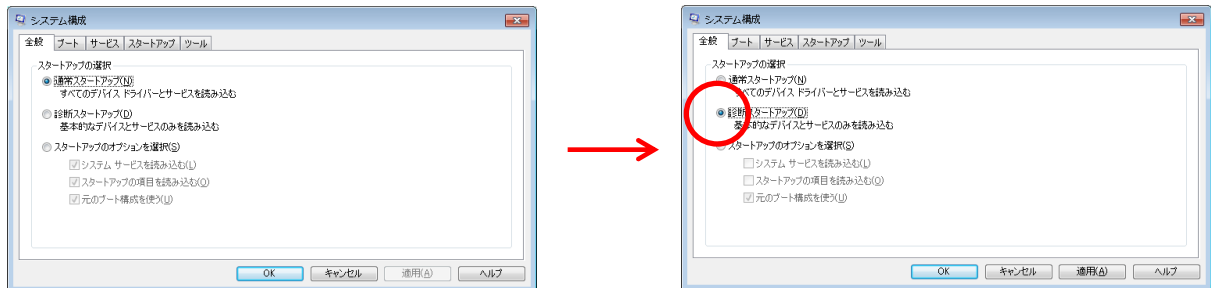 システム構成
全般 ブート サービス スタートアップ ツール
スタートアップの選択
通常スタートアップ(N)
すべてのデバイス ドライバーとサービスを読み込む
診断スタートアップ(D)
基本的なデバイスとサービスのみを読み込む
スタートアップのオプションを選択(S)
システム サービスを読み込む(L)
スタートアップの項目を読み込む(O)
元のブート構成を使う(U)
OK キャンセル 適用(A) ヘルプ
システム構成
全般 ブート サービス スタートアップ ツール
スタートアップの選択
通常スタートアップ(N)
すべてのデバイス ドライバーとサービスを読み込む
診断スタートアップ(D)
基本的なデバイスとサービスのみを読み込む
スタートアップのオプションを選択(S)
システム サービスを読み込む(L)
スタートアップの項目を読み込む(O)
元のブート構成を使う(U)
OK キャンセル 適用(A) ヘルプ